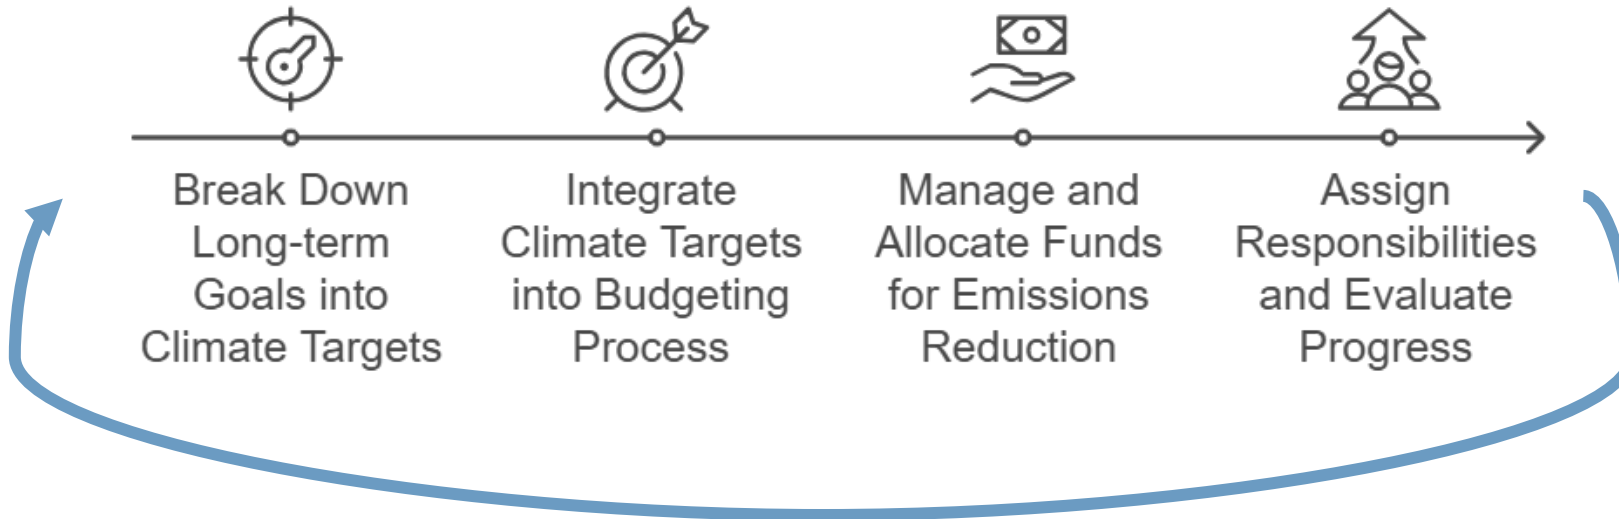 Break Down
Long-term
Goals into
Climate Targets
Integrate
Climate Targets
into Budgeting
Process
Manage and
Allocate Funds
for Emissions
Reduction
Assign
Responsibilities
and Evaluate
Progress